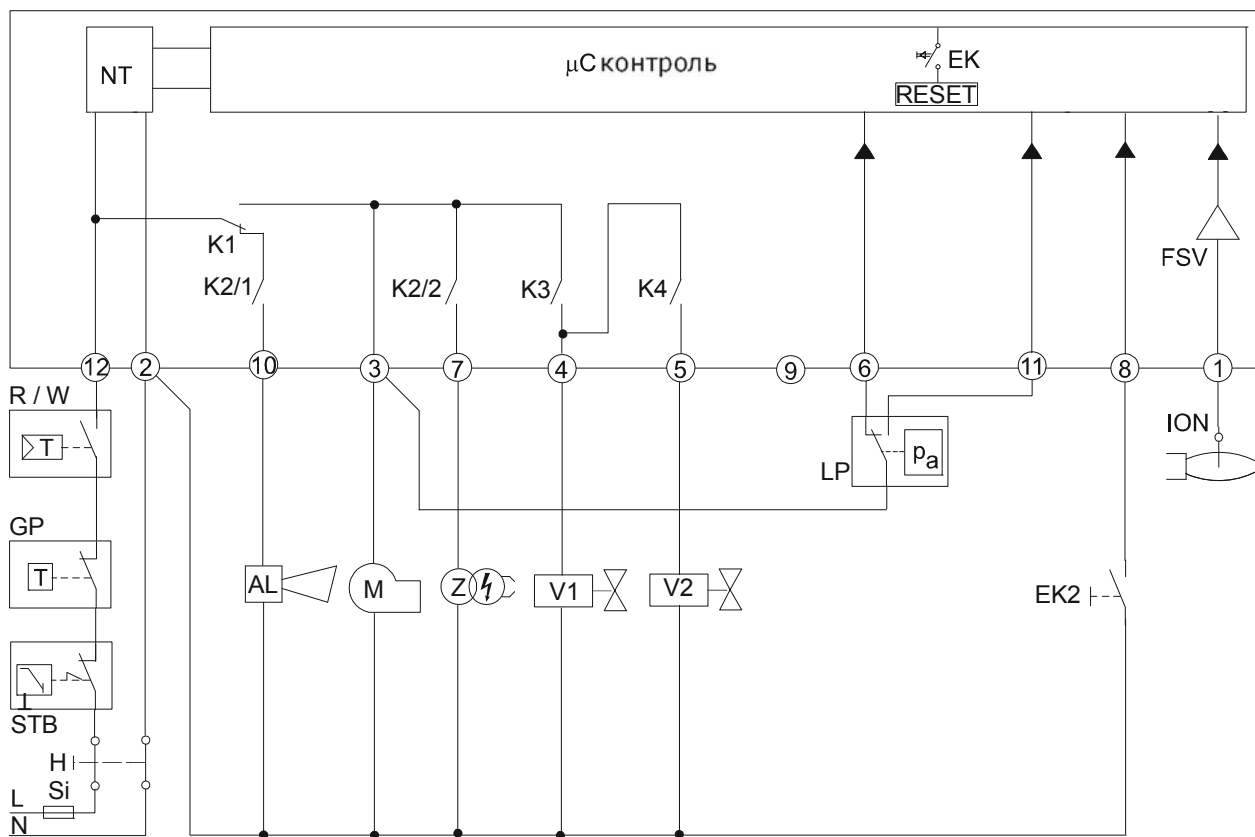 NT
μC контроль
EK
RESET
K1
FSV
K2/1
K2/2
K3
K4
12
2
10
3
7
4
5
9
6
11
8
1
R / W
T
ION
LP
pa
GP
T
AL
M
Z
V1
V2
EK2
STB
H
Si
L
N